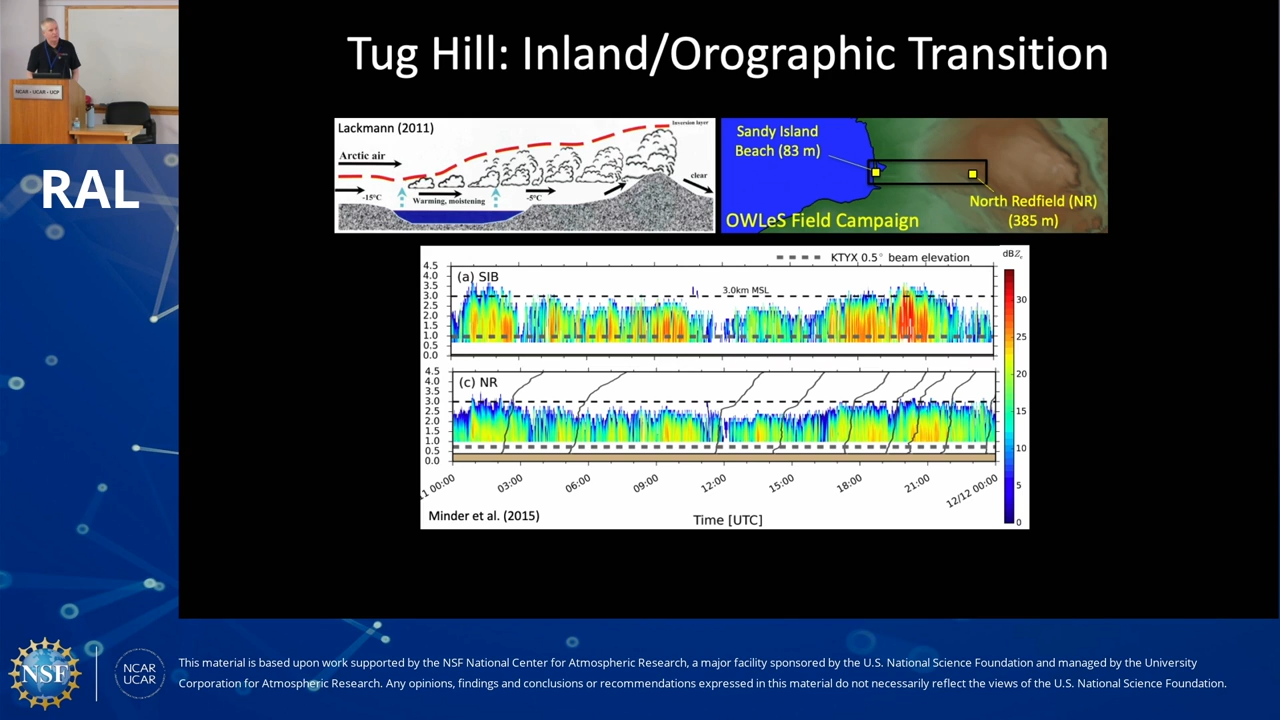 NCAR - UCAR - UCP
RAL
Tug Hill: Inland/Orographic Transition
Lackmann (2011)
Inversion layer
Arctic air
clear
-15°C
-5°C
Warming, moistening
Sandy Island
Beach (83 m)
North Redfield (NR)
(385 m)
OWLeS Field Campaign
KTYX 0.5° beam elevation
dBZe
(a) SIB
3.0km MSL
4.5
4.0
3.5
3.0
2.5
2.0
1.5
1.0
0.5
0.0
(c) NR
4.5
4.0
3.5
3.0
2.5
2.0
1.5
1.0
0.5
0.0
30
25
20
15
10
5
0
00:00
03:00
06:00
09:00
12:00
15:00
18:00
21:00
12/12 00:00
Minder et al. (2015)
Time [UTC]
NSF
NCAR
UCAR
This material is based upon work supported by the NSF National Center for Atmospheric Research, a major facility sponsored by the U.S. National Science Foundation and managed by the University
Corporation for Atmospheric Research. Any opinions, findings and conclusions or recommendations expressed in this material do not necessarily reflect the views of the U.S. National Science Foundation.